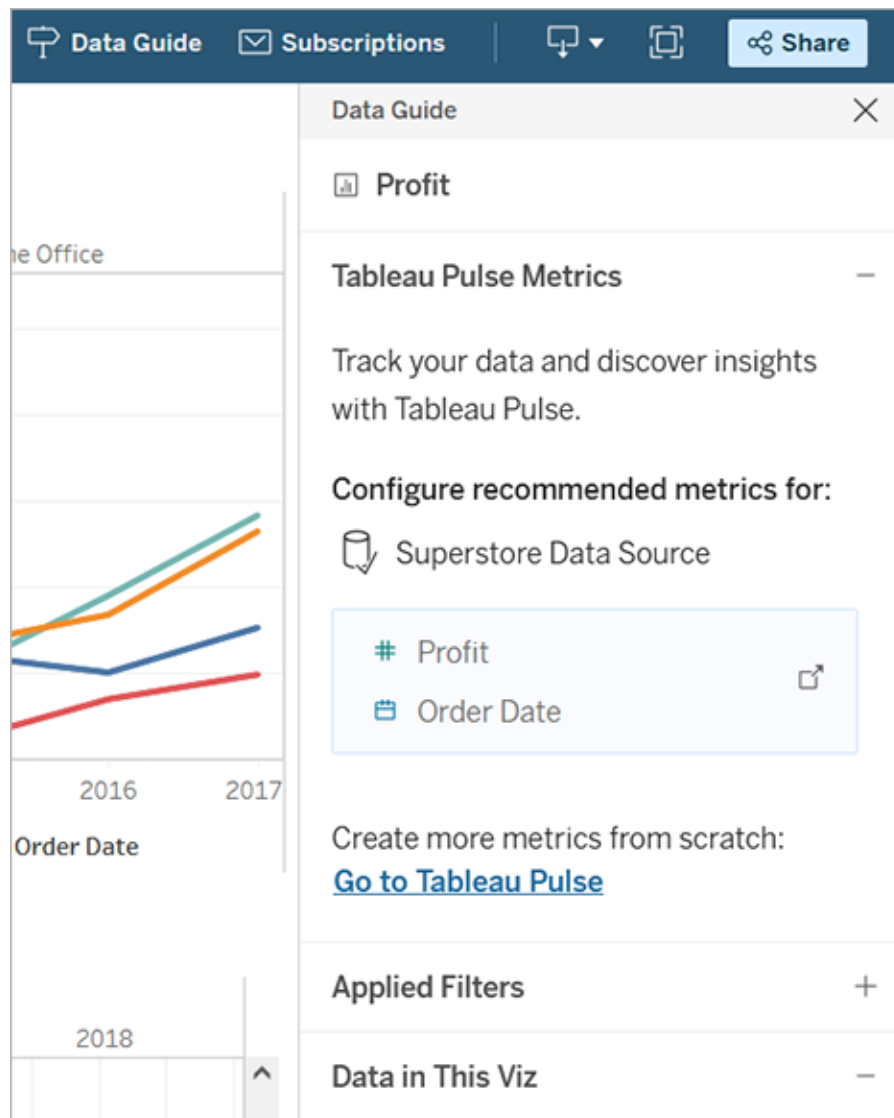 Data Guide
Subscriptions
Share
Data Guide
Profit
Office
Tableau Pulse Metrics
Track your data and discover insights
with Tableau Pulse.
Configure recommended metrics for:
Superstore Data Source
Profit
Order Date
2016
2017
Order Date
Create more metrics from scratch:
Go to Tableau Pulse
Applied Filters
2018
Data in This Viz